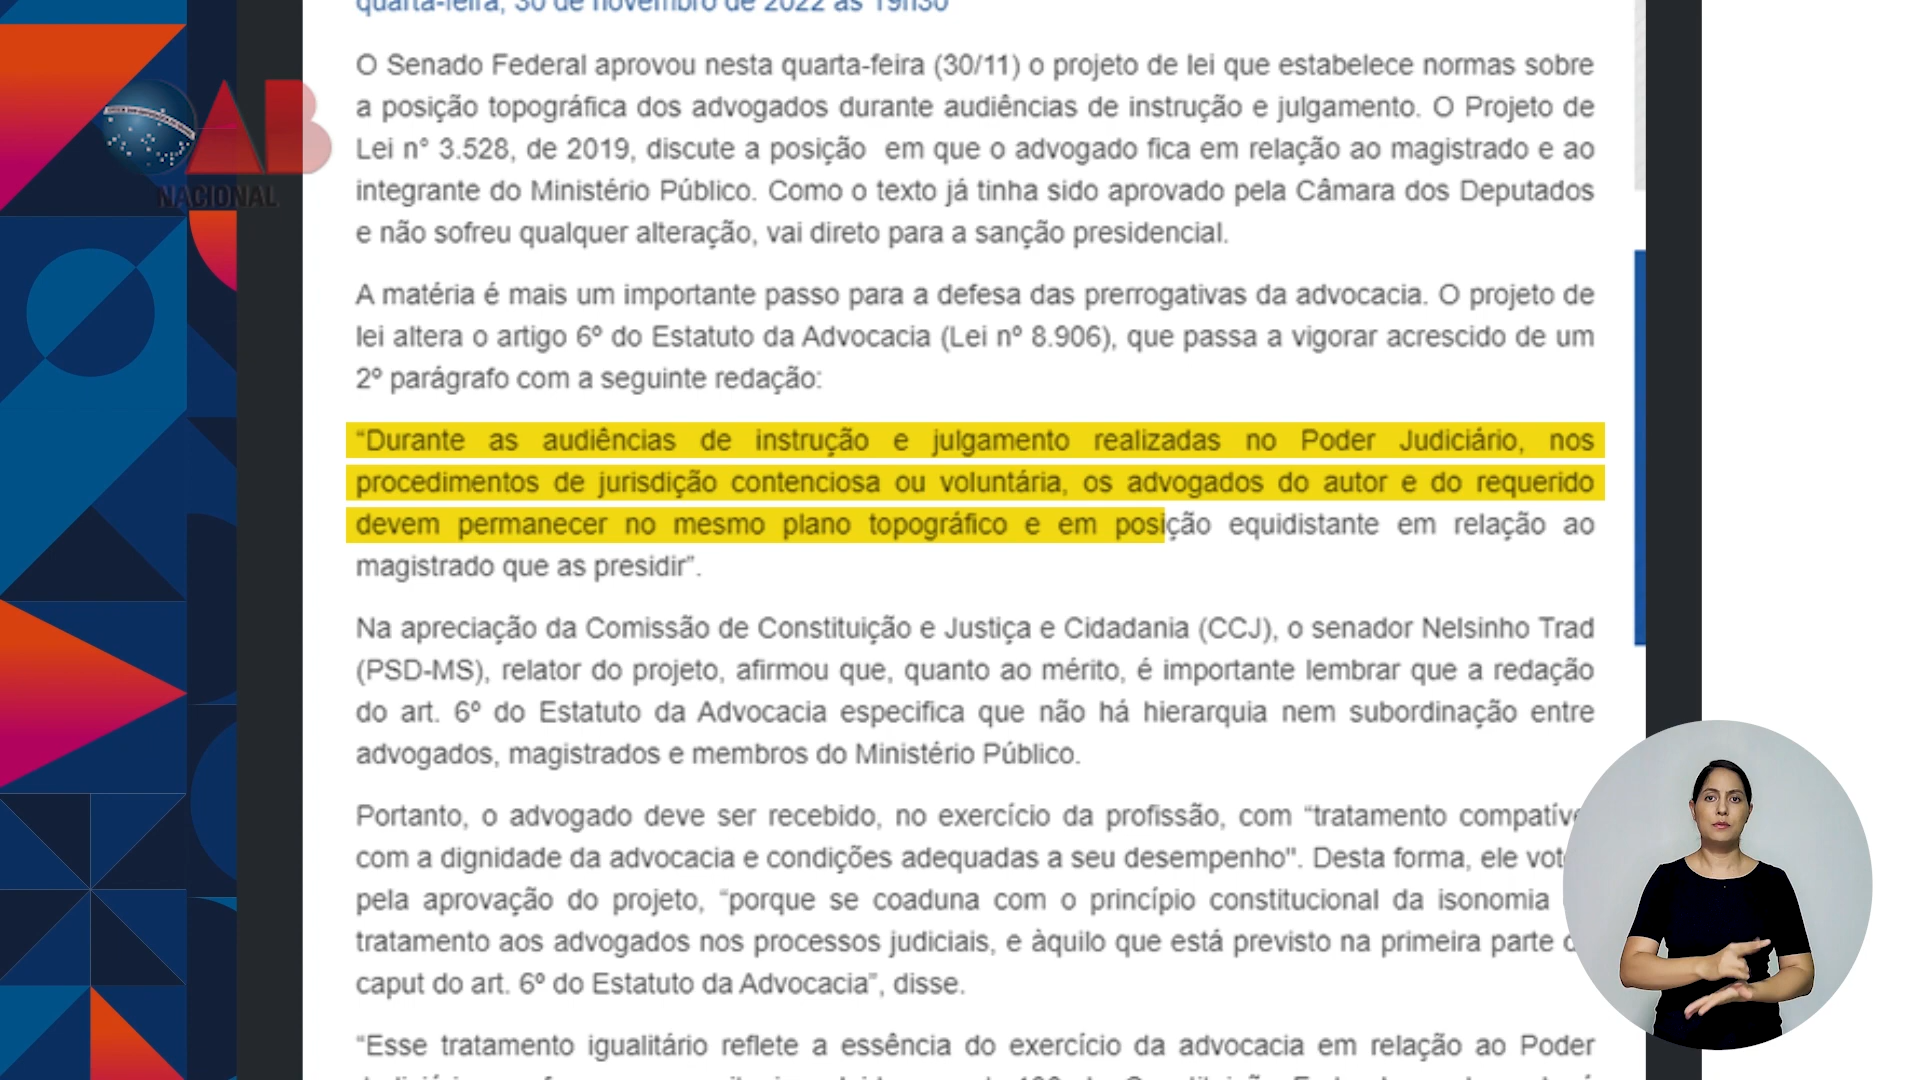 quarta-feira, 30 de novembro de 2022 às 19h30
O Senado Federal aprovou nesta quarta-feira (30/11) o projeto de lei que estabelece normas sobre
a posição topográfica dos advogados durante audiências de instrução e julgamento. O Projeto de
Lei n° 3.528, de 2019, discute a posição em que o advogado fica em relação ao magistrado e ao
integrante do Ministério Público. Como o texto já tinha sido aprovado pela Câmara dos Deputados
e não sofreu qualquer alteração, vai direto para a sanção presidencial.
A matéria é mais um importante passo para a defesa das prerrogativas da advocacia. O projeto de
lei altera o artigo 6º do Estatuto da Advocacia (Lei nº 8.906), que passa a vigorar acrescido de um
2º parágrafo com a seguinte redação:
“Durante as audiências de instrução e julgamento realizadas no Poder Judiciário, nos
procedimentos de jurisdição contenciosa ou voluntária, os advogados do autor e do requerido
devem permanecer no mesmo plano topográfico e em posição equidistante em relação ao
magistrado que as presidir”.
Na apreciação da Comissão de Constituição e Justiça e Cidadania (CCJ), o senador Nelsinho Trad
(PSD-MS), relator do projeto, afirmou que, quanto ao mérito, é importante lembrar que a redação
do art. 6º do Estatuto da Advocacia especifica que não há hierarquia nem subordinação entre
advogados, magistrados e membros do Ministério Público.
Portanto, o advogado deve ser recebido, no exercício da profissão, com “tratamento compatíve
com a dignidade da advocacia e condições adequadas a seu desempenho". Desta forma, ele vot
pela aprovação do projeto, “porque se coaduna com o princípio constitucional da isonomia
tratamento aos advogados nos processos judiciais, e àquilo que está previsto na primeira parte
caput do art. 6º do Estatuto da Advocacia”, disse.
“Esse tratamento igualitário reflete a essência do exercício da advocacia em relação ao Poder
OAB
NACIONAL